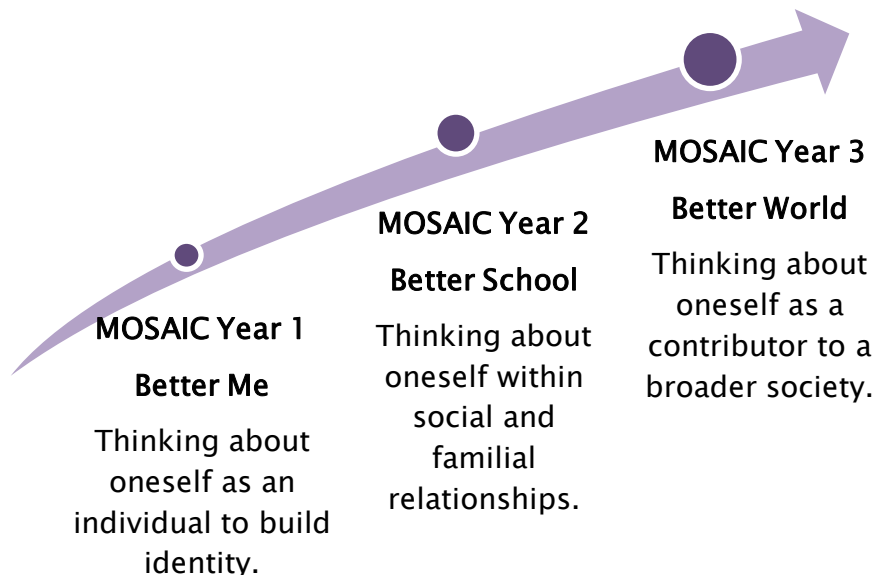 MOSAIC Year 1
Better Me
Thinking about
oneself as an
individual to build
identity.
MOSAIC Year 2
Better School
Thinking about
oneself within
social and
familial
relationships.
MOSAIC Year 3
Better World
Thinking about
oneself as a
contributor to a
broader society.